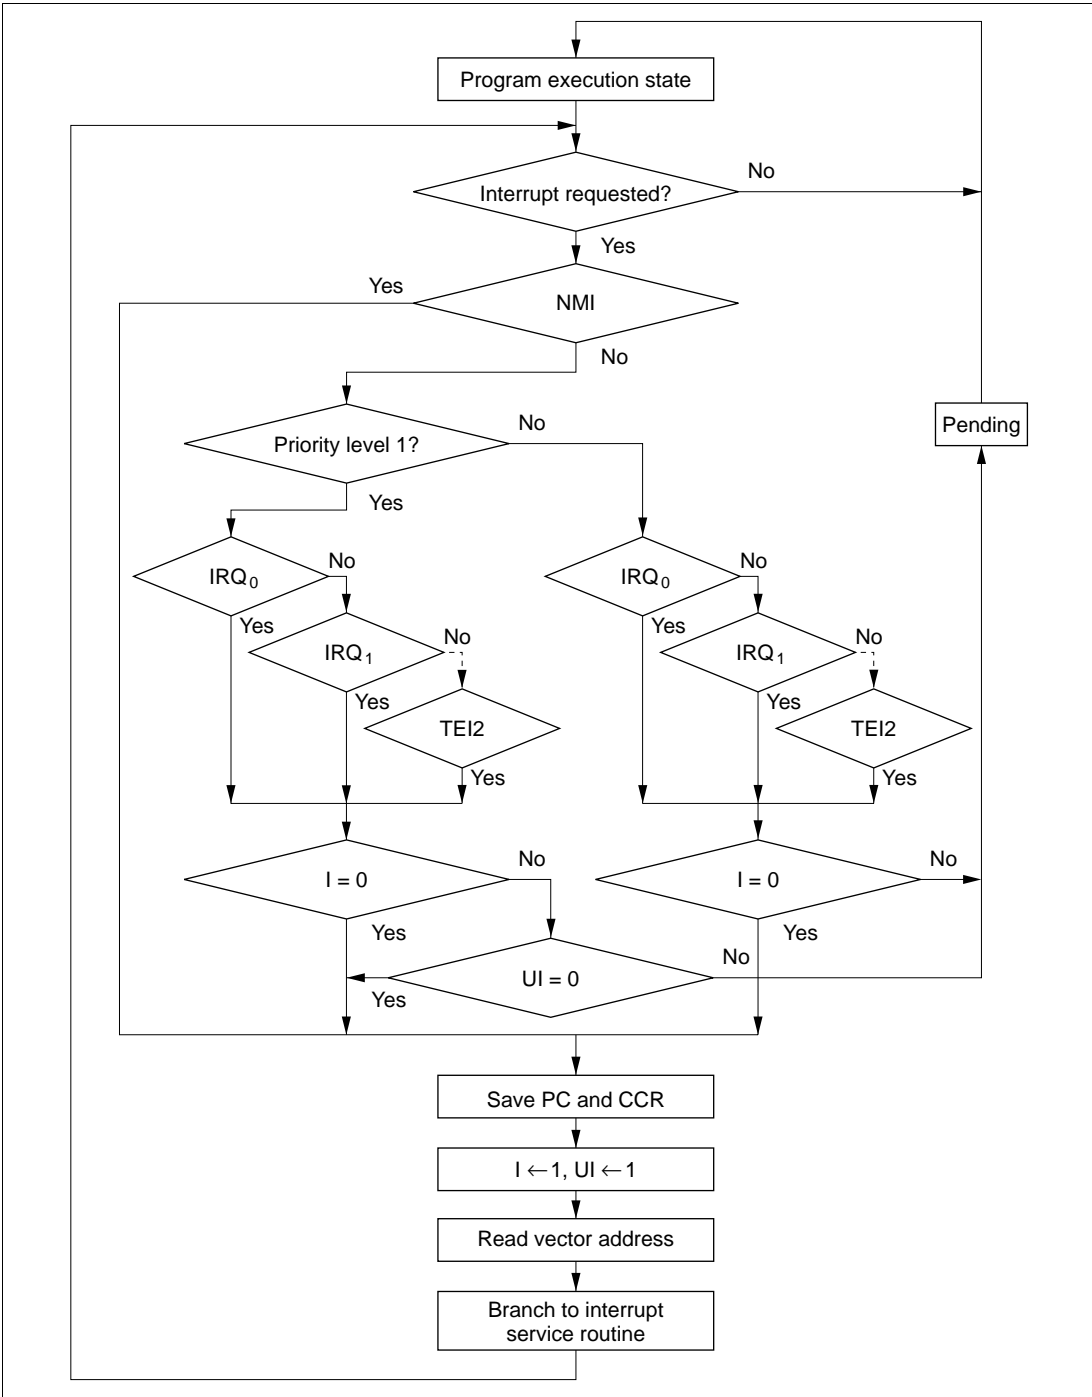 Program execution state
Interrupt requested?
No
Yes
Yes
NMI
No
Priority level 1?
No
Pending
Yes
IRQ0
No
IRQ0
No
Yes
IRQ1
No
Yes
IRQ1
No
Yes
TEI2
Yes
TEI2
Yes
Yes
I = 0
No
I = 0
No
Yes
Yes
UI = 0
No
Yes
Save PC and CCR
I ← 1, UI ← 1
Read vector address
Branch to interrupt
service routine